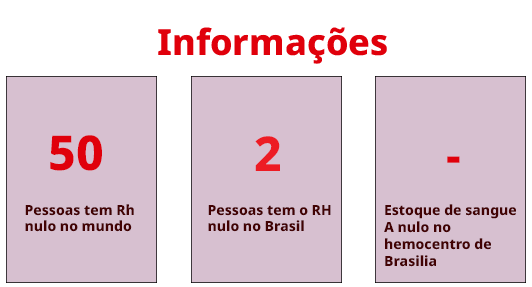 Informações
50
Pessoas tem Rh
nulo no mundo
2
Pessoas tem o RH
nulo no Brasil
-
Estoque de sangue
A nulo no
hemocentro de
Brasilia